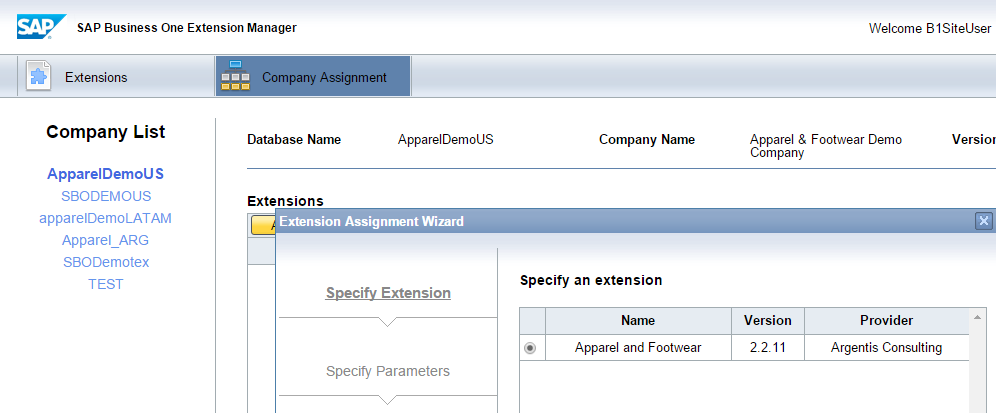 SAP SAP Business One Extension Manager Welcome B1SiteUser
Extensions Company Assignment
Company List
ApparelDemoUS
SBODEMOUS
apparelDemoLATAM
Apparel_ARG
SBODemotex
TEST
Database Name ApparelDemoUS Company Name Apparel & Footwear Demo
Company
Extensions
Extension Assignment Wizard
Specify Extension
Specify Parameters
Specify an extension
Name Version Provider
Apparel and Footwear 2.2.11 Argentis Consulting